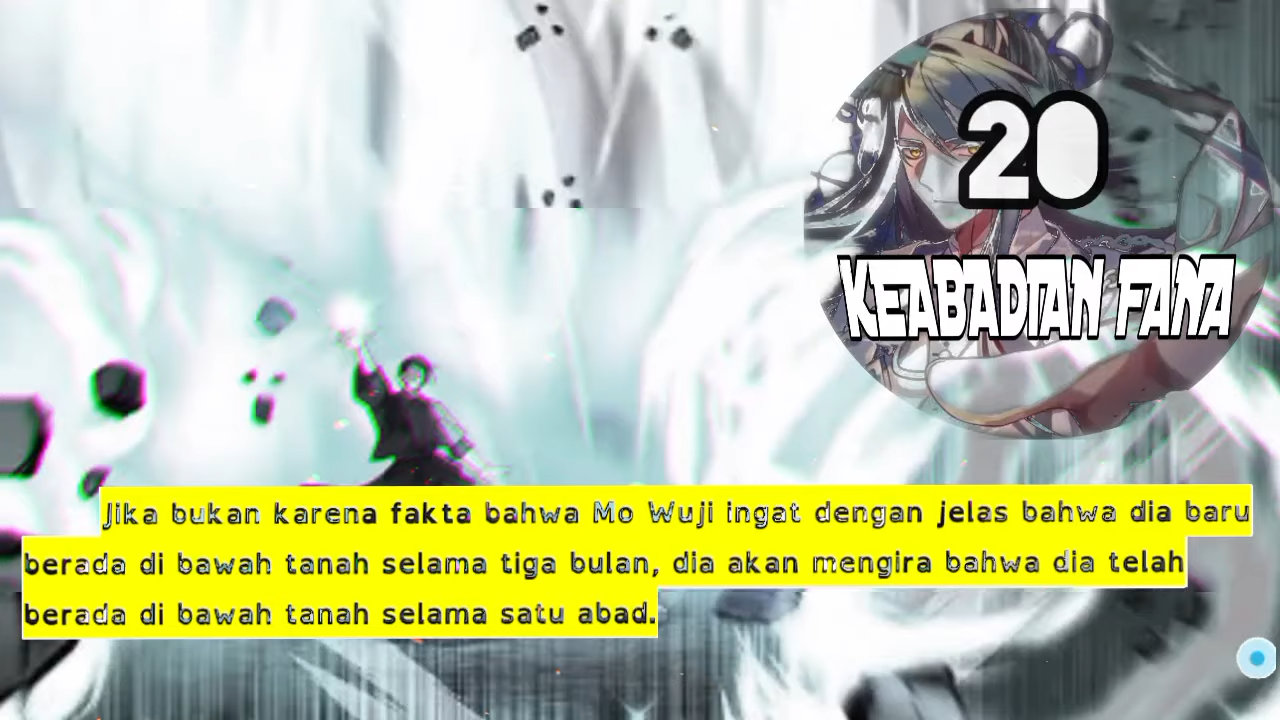 20
KEABADIAN FANA
Jika bukan karena fakta bahwa Mo Wuji ingat dengan jelas bahwa dia baru
berada di bawah tanah selama tiga bulan, dia akan mengira bahwa dia telah
berada di bawah tanah selama satu abad.